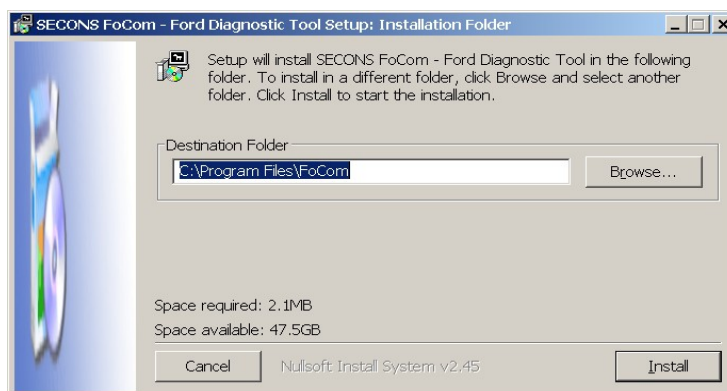 SECONS FoCom - Ford Diagnostic Tool Setup: Installation Folder
Setup will install SECONS FoCom - Ford Diagnostic Tool in the following
folder. To install in a different folder, click Browse and select another
folder. Click Install to start the installation.
Destination Folder
C:\Program Files\FoCom
Browse...
Space required: 2.1MB
Space available: 47.5GB
Cancel
Nullsoft Install System v2.45
Install